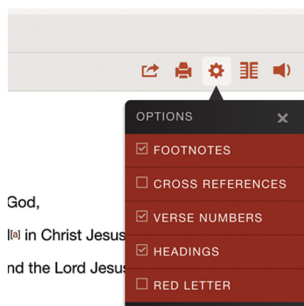 OPTIONS
FOOTNOTES
CROSS REFERENCES
VERSE NUMBERS
HEADINGS
RED LETTER
God,
[a] in Christ Jesus
nd the Lord Jesus